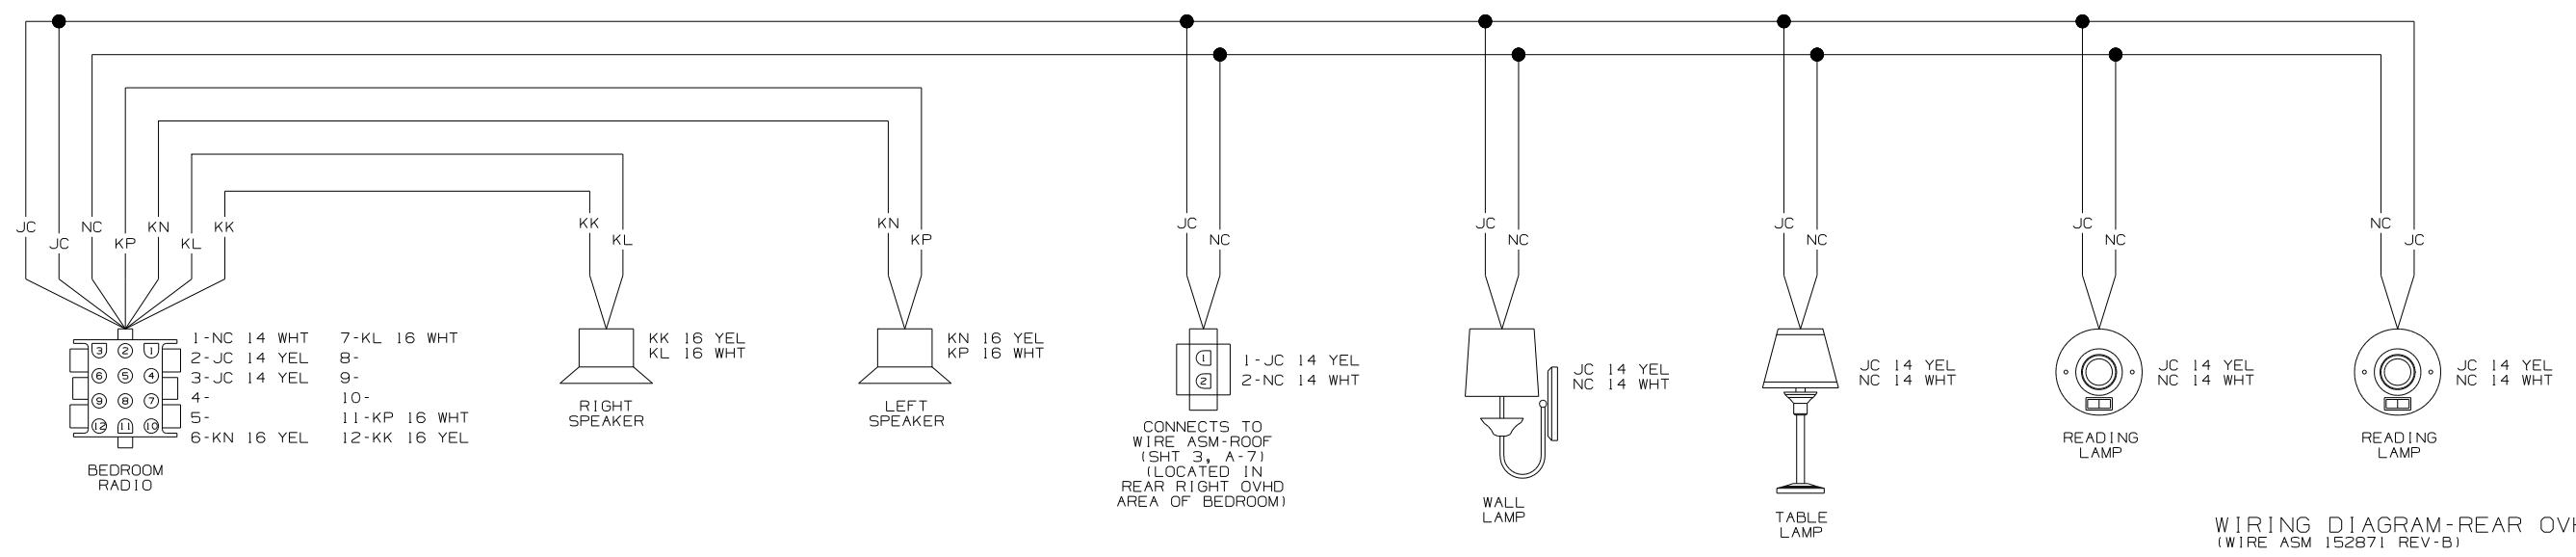 JC
JC
NC
KP
KN
KL
KK
KK
KL
KN
KP
JC
NC
JC
NC
JC
NC
JC
NC
NC
JC
3 2 1
6 5 4
9 8 7
12 11 10
1-NC 14 WHT
2-JC 14 YEL
3-JC 14 YEL
4-
5-
6-KN 16 YEL
7-KL 16 WHT
8-
9-
10-
11-KP 16 WHT
12-KK 16 YEL
BEDROOM
RADIO
KK 16 YEL
KL 16 WHT
RIGHT
SPEAKER
KN 16 YEL
KP 16 WHT
LEFT
SPEAKER
1
2
1-JC 14 YEL
2-NC 14 WHT
CONNECTS TO
WIRE ASM-ROOF
(SHT 3, A-7)
(LOCATED IN
REAR RIGHT OVHD
AREA OF BEDROOM)
JC 14 YEL
NC 14 WHT
WALL
LAMP
JC 14 YEL
NC 14 WHT
TABLE
LAMP
JC 14 YEL
NC 14 WHT
READING
LAMP
JC 14 YEL
NC 14 WHT
READING
LAMP
WIRING DIAGRAM-REAR OVH
(WIRE ASM 152871 REV-B)